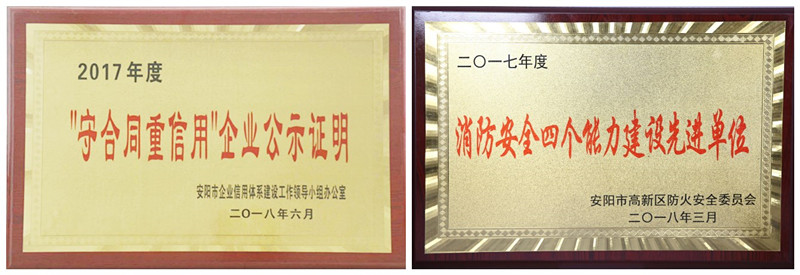 2017年度
"守合同重信用"企业公示证明
安阳市企业信用体系建设工作领导小组办公室
二〇一八年六月
二〇一七年度
消防安全四个能力建设先进单位
安阳市高新区防火安全委员会
二〇一八年三月